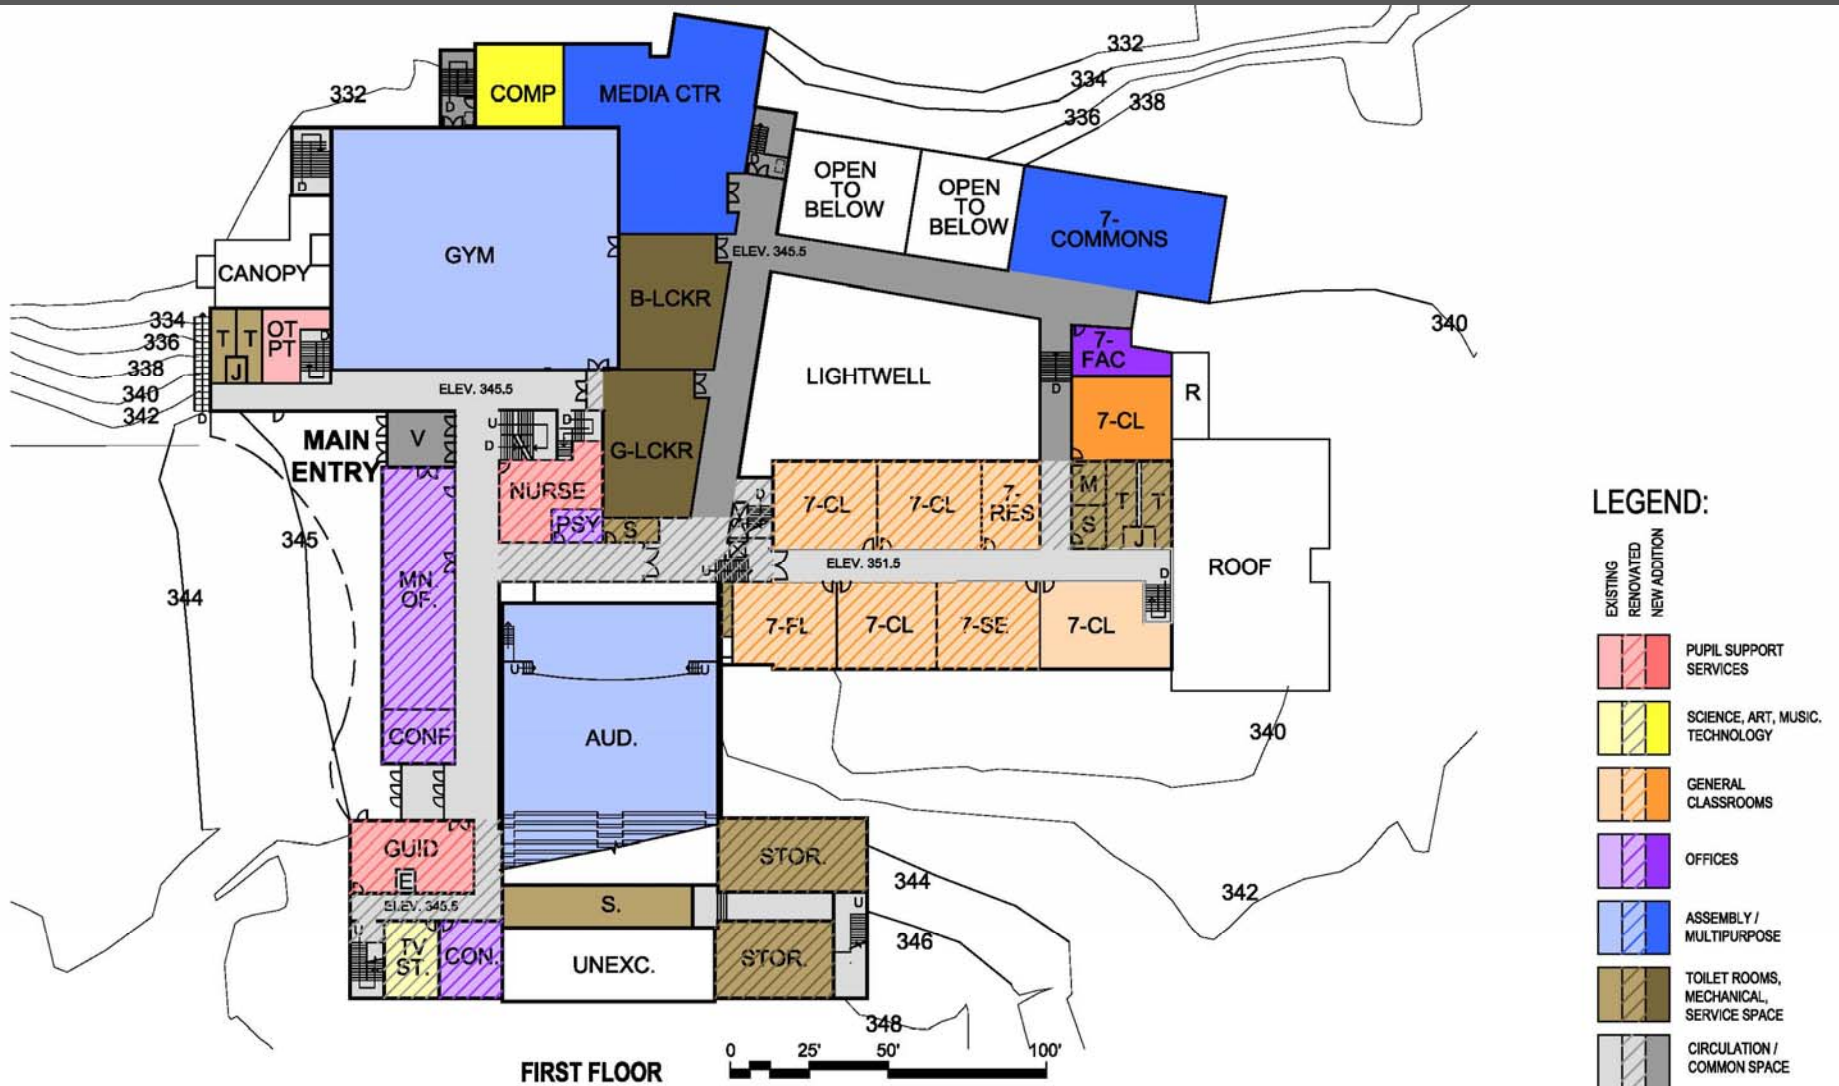 332
334
336
338
332
COMP
MEDIA CTR
D
D
D
OPEN
TO
BELOW
OPEN
TO
BELOW
7-
COMMONS
GYM
ELEV. 345.5
CANOPY
B-LCKR
340
334
336
338
340
342
T
T
J
OT
PT
D
D
ELEV. 345.5
LIGHTWELL
7-
FAC
D
R
MAIN
ENTRY
V
U
D
D
G-LCKR
7-CL
NURSE
PSY
S
D
U
7-CL
7-CL
7-
RES
M
S
T
T
J
345
344
MN.
OF.
ELEV. 351.5
ROOF
D
7-FL
7-CL
7-SE
7-CL
U
U
CONF
AUD.
340
GUID
E
ELEV. 345.5
STOR.
344
342
S.
U
U
346
TV
ST.
CON.
UNEXC.
STOR.
348
FIRST FLOOR
0
25'
50'
100'
LEGEND:
EXISTING
RENOVATED
NEW ADDITION
PUPIL SUPPORT
SERVICES
SCIENCE, ART, MUSIC.
TECHNOLOGY
GENERAL
CLASSROOMS
OFFICES
ASSEMBLY /
MULTIPURPOSE
TOILET ROOMS,
MECHANICAL,
SERVICE SPACE
CIRCULATION /
COMMON SPACE